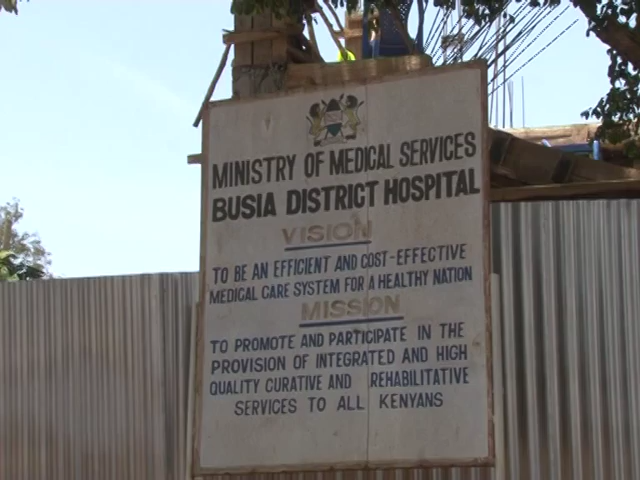 MINISTRY OF MEDICAL SERVICES
BUSIA DISTRICT HOSPITAL
VISION
TO BE AN EFFICIENT AND COST-EFFECTIVE
MEDICAL CARE SYSTEM FOR A HEALTHY NATION
MISSION
TO PROMOTE AND PARTICIPATE IN THE
PROVISION OF INTEGRATED AND HIGH
QUALITY CURATIVE AND REHABILITATIVE
SERVICES TO ALL KENYANS